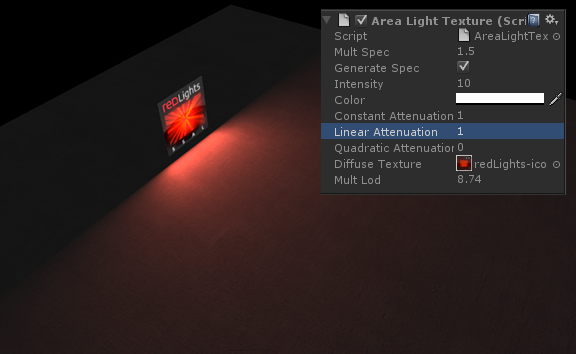 Area Light Texture (Scri
Script AreaLightTex
Mult Spec 1.5
Generate Spec
Intensity 10
Color
Constant Attenuation 1
Linear Attenuation 1
Quadratic Attenuation 0
Diffuse Texture redLights-ico
Mult Lod 8.74
redLights